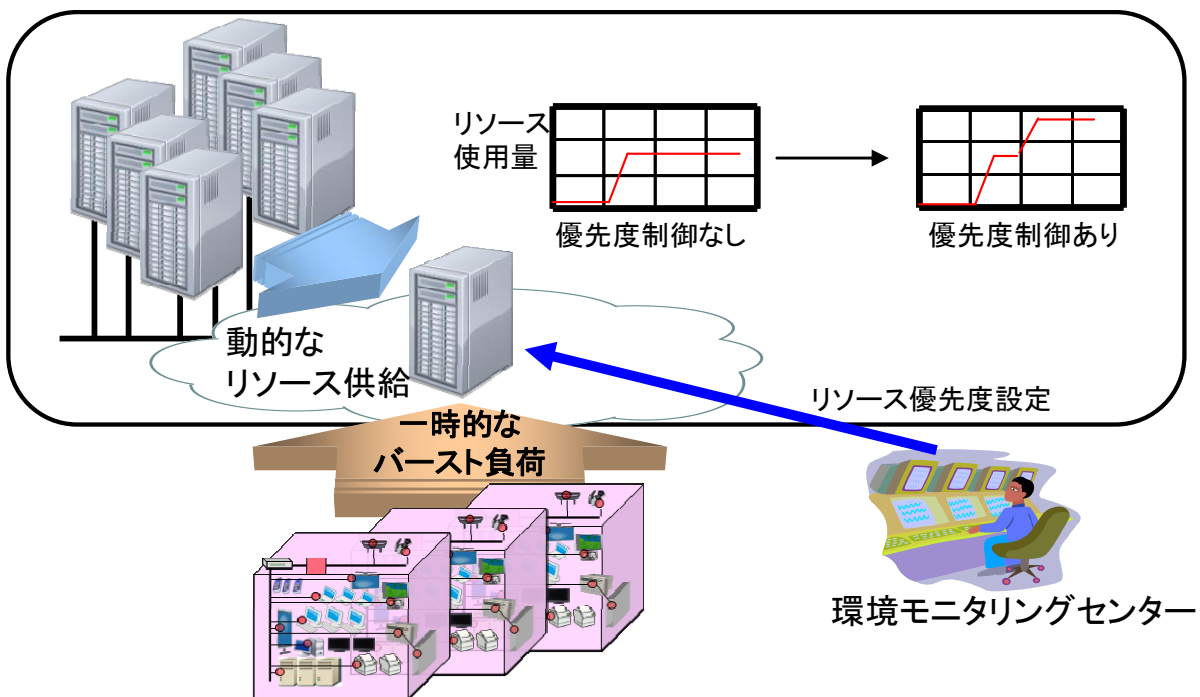 リソース
使用量
優先度制御なし
優先度制御あり
動的な
リソース供給
リソース優先度設定
一時的な
バースト負荷
環境モニタリングセンター